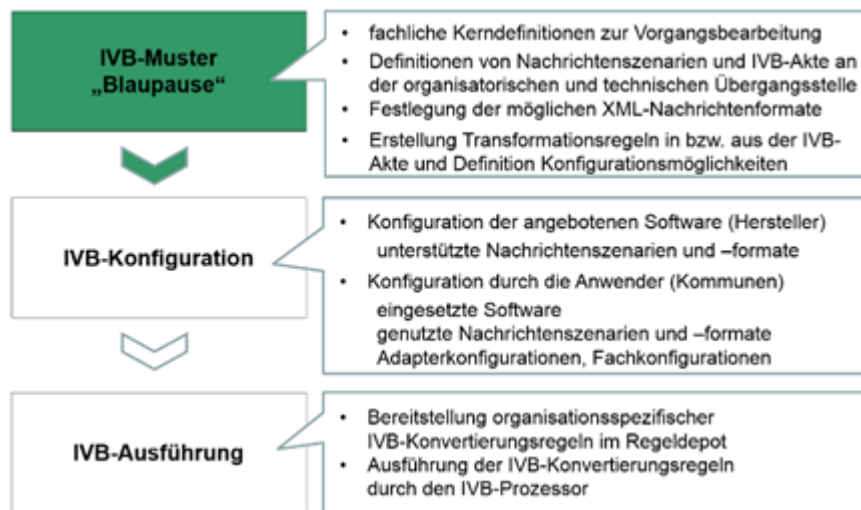 IVB-Muster
„Blaupause“
• fachliche Kerndefinitionen zur Vorgangsbearbeitung
• Definitionen von Nachrichtenszenarien und IVB-Akte an
der organisatorischen und technischen Übergangsstelle
• Festlegung der möglichen XML-Nachrichtenformate
• Erstellung Transformationsregeln in bzw. aus der IVB-
Akte und Definition Konfigurationsmöglichkeiten
IVB-Konfiguration
• Konfiguration der angebotenen Software (Hersteller)
unterstützte Nachrichtenszenarien und –formate
• Konfiguration durch die Anwender (Kommunen)
eingesetzte Software
genutzte Nachrichtenszenarien und –formate
Adapterkonfigurationen, Fachkonfigurationen
IVB-Ausführung
• Bereitstellung organisationsspezifischer
IVB-Konvertierungsregeln im Regeldepot
• Ausführung der IVB-Konvertierungsregeln
durch den IVB-Prozessor